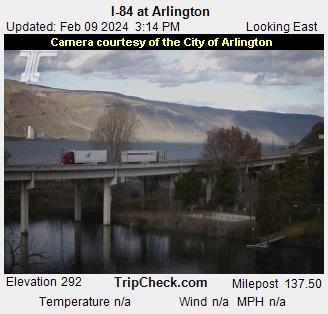 I-84 at Arlington
Updated: Feb 09 2024 3:14 PM Looking East
Camera courtesy of the City of Arlington
Elevation 292 TripCheck.com Milepost 137.50
Temperature n/a Wind n/a MPH n/a